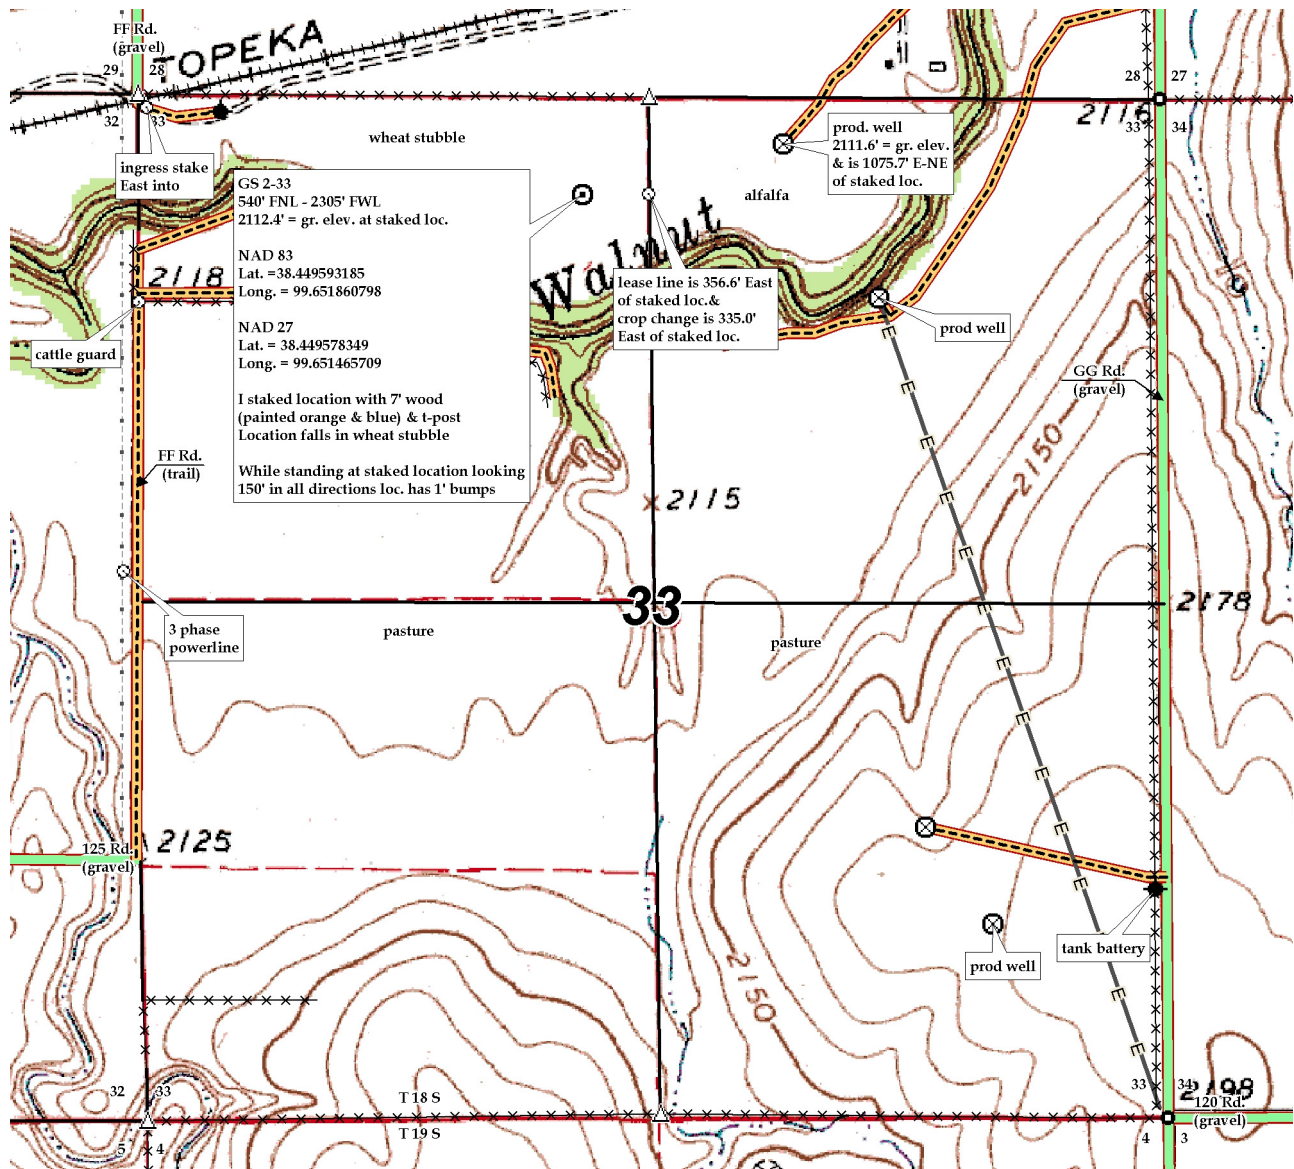 FF Rd.
(gravel)
TOPEKA
29
28
28
27
32
33
2116
33
34
wheat stubble
prod. well
2111.6' = gr. elev.
& is 1075.7' E-NE
of staked loc.
ingress stake
East into
GS 2-33
540' FNL - 2305' FWL
2112.4' = gr. elev. at staked loc.
NAD 83
Lat. =38.449593185
Long. = 99.651860798
NAD 27
Lat. = 38.449578349
Long. = 99.651465709
I staked location with 7' wood
(painted orange & blue) & t-post
Location falls in wheat stubble
While standing at staked location looking
150' in all directions loc. has 1' bumps
alfalfa
Walnut
2118
lease line is 356.6' East
of staked loc.&
crop change is 335.0'
East of staked loc.
prod well
cattle guard
GG Rd.
(gravel)
E
E
2150
FF Rd.
(trail)
E
2115
E
E
33
2178
3 phase
powerline
pasture
pasture
E
E
E
2125
125 Rd.
(gravel)
E
E
prod well
tank battery
2150
E
E
32
33
33
34
2198
T 18 S
120 Rd.
(gravel)
T 19 S
5
4
4
3